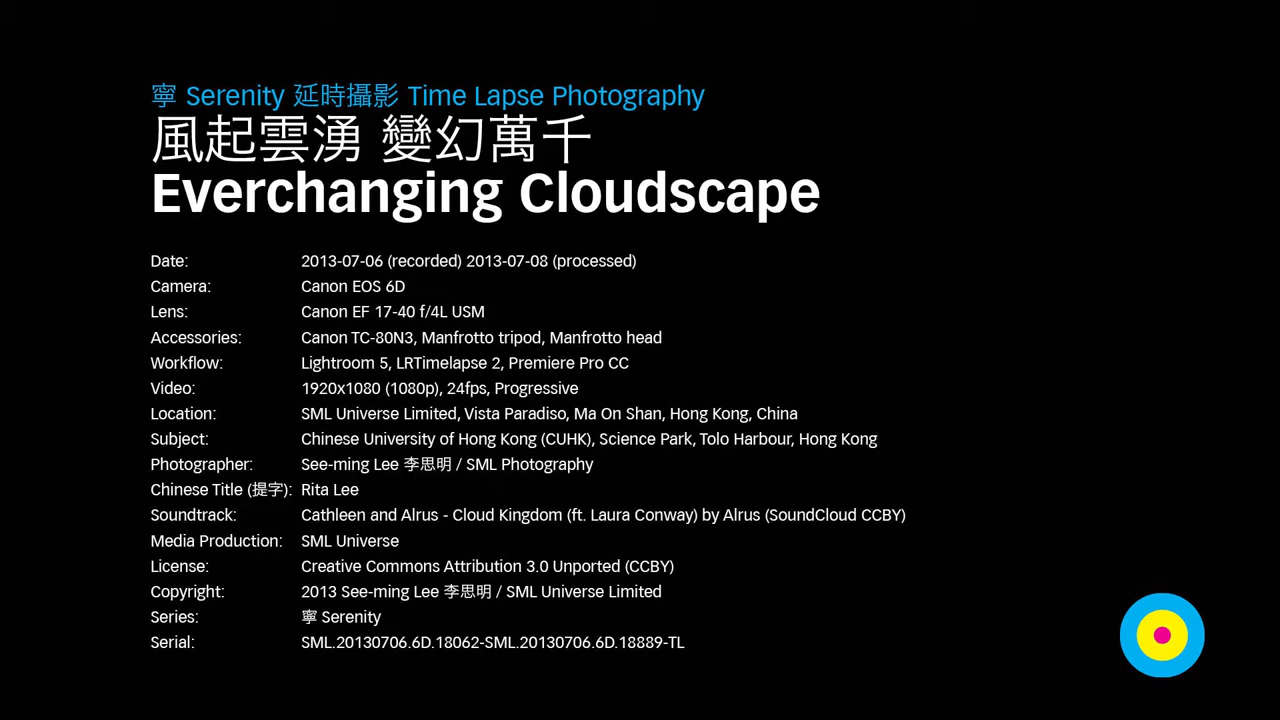 寧 Serenity 延時攝影 Time Lapse Photography
風起雲湧 變幻萬千
Everchanging Cloudscape
Date: 2013-07-06 (recorded) 2013-07-08 (processed)
Camera: Canon EOS 6D
Lens: Canon EF 17-40 f/4L USM
Accessories: Canon TC-80N3, Manfrotto tripod, Manfrotto head
Workflow: Lightroom 5, LRTimelapse 2, Premiere Pro CC
Video: 1920x1080 (1080p), 24fps, Progressive
Location: SML Universe Limited, Vista Paradiso, Ma On Shan, Hong Kong, China
Subject: Chinese University of Hong Kong (CUHK), Science Park, Tolo Harbour, Hong Kong
Photographer: See-ming Lee 李思明 / SML Photography
Chinese Title (提字): Rita Lee
Soundtrack: Cathleen and Alrus - Cloud Kingdom (ft. Laura Conway) by Alrus (SoundCloud CCBY)
Media Production: SML Universe
License: Creative Commons Attribution 3.0 Unported (CCBY)
Copyright: 2013 See-ming Lee 李思明 / SML Universe Limited
Series: 寧 Serenity
Serial: SML.20130706.6D.18062-SML.20130706.6D.18889-TL